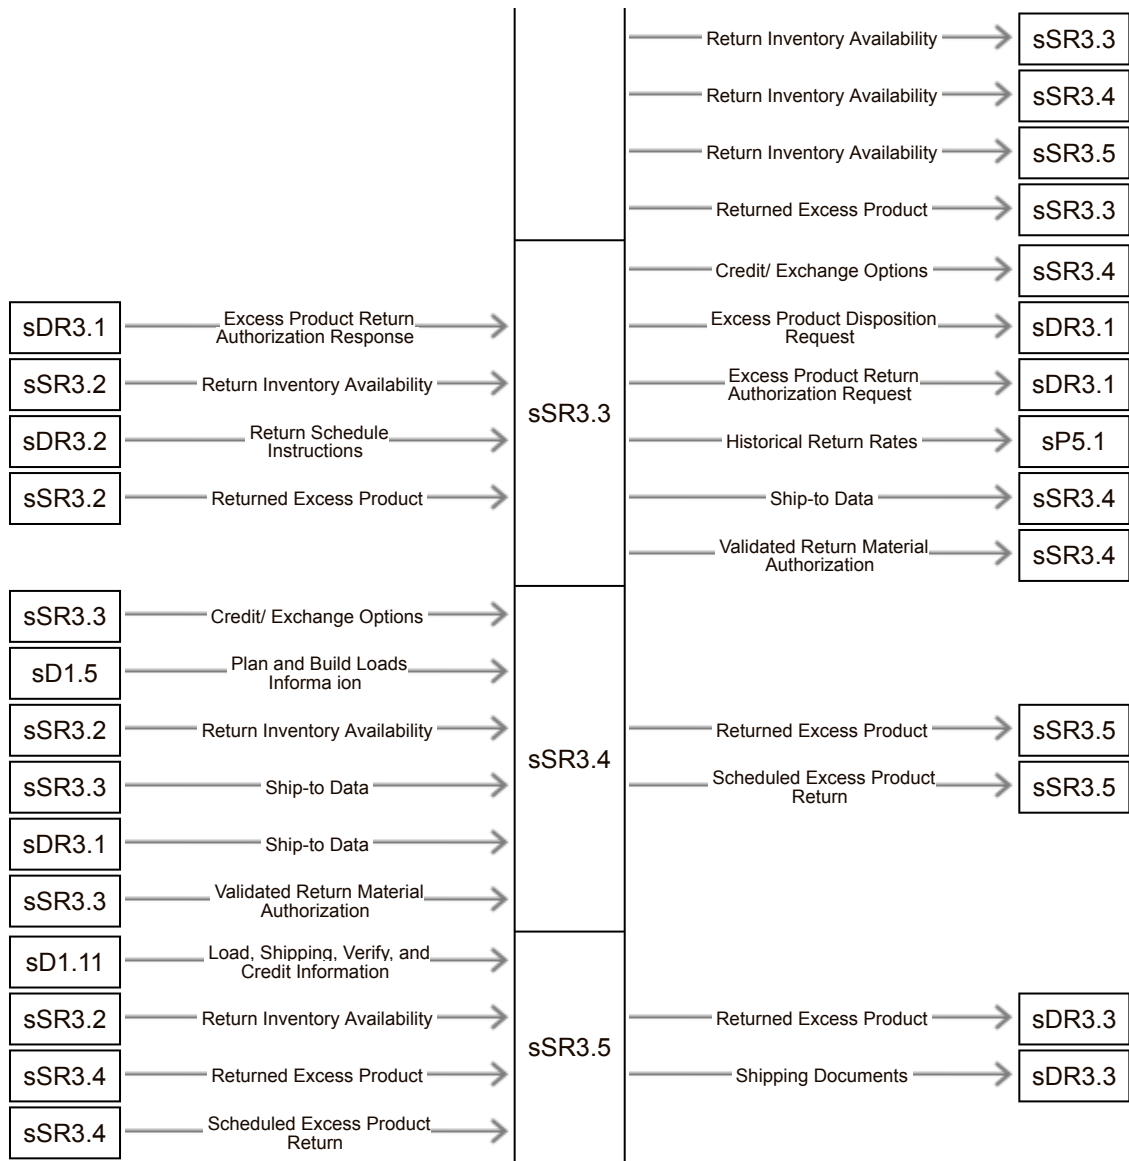 Return Inventory Availability
sSR3.3
Return Inventory Availability
sSR3.4
Return Inventory Availability
sSR3.5
Returned Excess Product
sSR3.3
sSR3.3
sDR3.1
Excess Product Return
Authorization Response
sSR3.2
Return Inventory Availability
sDR3.2
Return Schedule
Instructions
sSR3.2
Returned Excess Product
Credit/ Exchange Options
sSR3.4
Excess Product Disposition
Request
sDR3.1
Excess Product Return
Authorization Request
sDR3.1
Historical Return Rates
sP5.1
Ship-to Data
sSR3.4
Validated Return Material
Authorization
sSR3.4
sSR3.4
sSR3.3
Credit/ Exchange Options
sD1.5
Plan and Build Loads
Informa ion
sSR3.2
Return Inventory Availability
sSR3.3
Ship-to Data
sDR3.1
Ship-to Data
sSR3.3
Validated Return Material
Authorization
Returned Excess Product
sSR3.5
Scheduled Excess Product
Return
sSR3.5
sSR3.5
sD1.11
Load, Shipping, Verify, and
Credit Information
sSR3.2
Return Inventory Availability
sSR3.4
Returned Excess Product
sSR3.4
Scheduled Excess Product
Return
Returned Excess Product
sDR3.3
Shipping Documents
sDR3.3